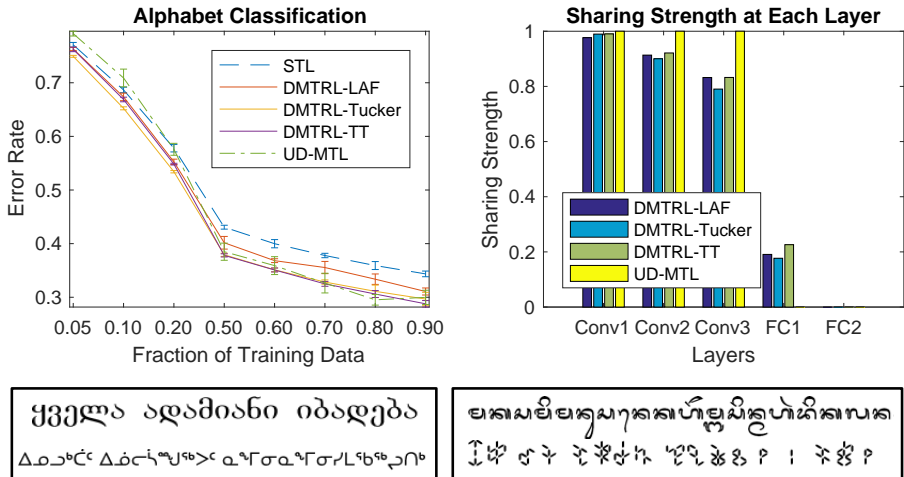 Alphabet Classification
0.7
0.6
0.5
0.4
0.3
Error Rate
STL
DMTRL-LAF
DMTRL-Tucker
DMTRL-TT
UD-MTL
0.05 0.10 0.20 0.50 0.60 0.70 0.80 0.90
Fraction of Training Data
Sharing Strength at Each Layer
1
0.8
0.6
0.4
0.2
0
Sharing Strength
DMTRL-LAF
DMTRL-Tucker
DMTRL-TT
UD-MTL
Conv1 Conv2 Conv3 FC1 FC2
Layers
ყველა ადამიანი იბადება